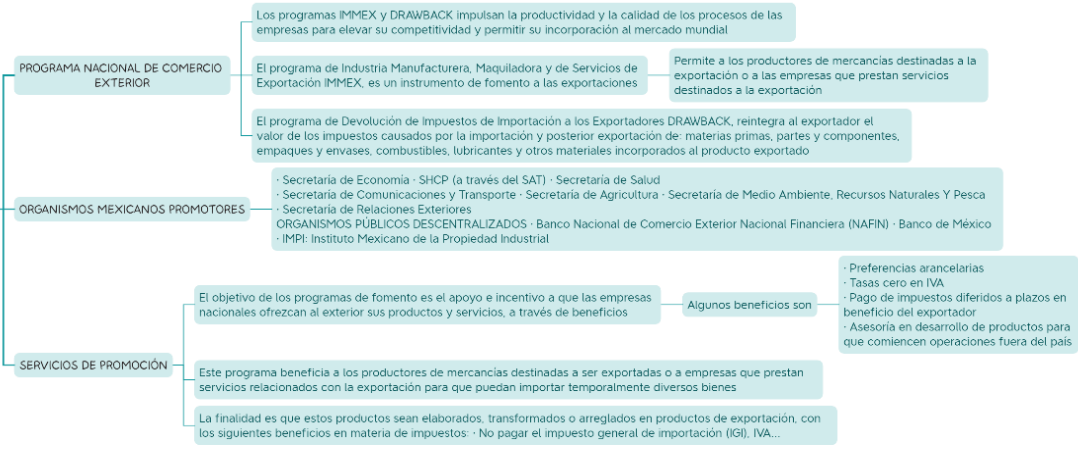 Los programas IMMEX y DRAWBACK impulsan la productividad y la calidad de los procesos de las
empresas para elevar su competitividad y permitir su incorporación al mercado mundial
PROGRAMA NACIONAL DE COMERCIO
EXTERIOR
El programa de Industria Manufacturera, Maquiladora y de Servicios de
Exportación IMMEX, es un instrumento de fomento a las exportaciones
Permite a los productores de mercancías destinadas a la
exportación o a las empresas que prestan servicios
destinados a la exportación
El programa de Devolución de Impuestos de Importación a los Exportadores DRAWBACK, reintegra al exportador el
valor de los impuestos causados por la importación y posterior exportación de: materias primas, partes y componentes,
empaques y envases, combustibles, lubricantes y otros materiales incorporados al producto exportado
ORGANISMOS MEXICANOS PROMOTORES
· Secretaría de Economía · SHCP (a través del SAT) · Secretaría de Salud
· Secretaría de Comunicaciones y Transporte · Secretaría de Agricultura · Secretaría de Medio Ambiente, Recursos Naturales Y Pesca
· Secretaría de Relaciones Exteriores
ORGANISMOS PÚBLICOS DESCENTRALIZADOS · Banco Nacional de Comercio Exterior Nacional Financiera (NAFIN) · Banco de México
· IMPI: Instituto Mexicano de la Propiedad Industrial
SERVICIOS DE PROMOCIÓN
El objetivo de los programas de fomento es el apoyo e incentivo a que las empresas
nacionales ofrezcan al exterior sus productos y servicios, a través de beneficios
Algunos beneficios son
· Preferencias arancelarias
· Tasas cero en IVA
· Pago de impuestos diferidos a plazos en
beneficio del exportador
· Asesoría en desarrollo de productos para
que comiencen operaciones fuera del país
Este programa beneficia a los productores de mercancías destinadas a ser exportadas o a empresas que prestan
servicios relacionados con la exportación para que puedan importar temporalmente diversos bienes
La finalidad es que estos productos sean elaborados, transformados o arreglados en productos de exportación, con
los siguientes beneficios en materia de impuestos: · No pagar el impuesto general de importación (IGI), IVA...